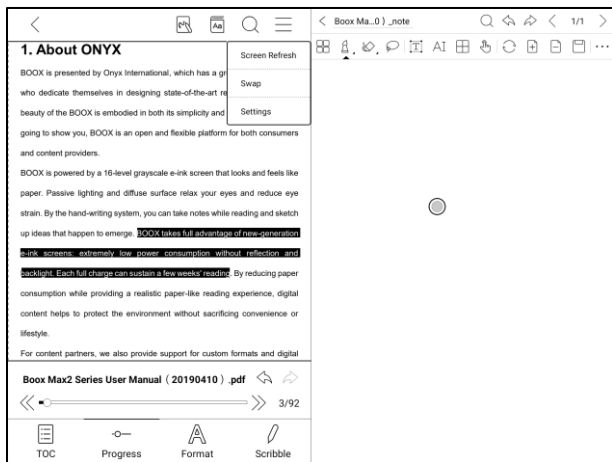 1. About ONYX
BOOX is presented by Onyx International, which has a gr
who dedicate themselves in designing state-of-the-art re
beauty of the BOOX is embodied in both its simplicity and
going to show you, BOOX is an open and flexible platform for both consumers
and content providers.
BOOX is powered by a 16-level grayscale e-ink screen that looks and feels like
paper. Passive lighting and diffuse surface relax your eyes and reduce eye
strain. By the hand-writing system, you can take notes while reading and sketch
up ideas that happen to emerge. BOOX takes full advantage of new-generation
e-ink screens: extremely low power consumption without reflection and
backlight. Each full charge can sustain a few weeks' reading. By reducing paper
consumption while providing a realistic paper-like reading experience, digital
content helps to protect the environment without sacrificing convenience or
lifestyle.
For content partners, we also provide support for custom formats and digital
Screen Refresh
Swap
Settings
Boox Max2 Series User Manual ( 20190410 ) .pdf
3/92
TOC Progress Format Scribble
Boox Ma...0 ) _note 1/1